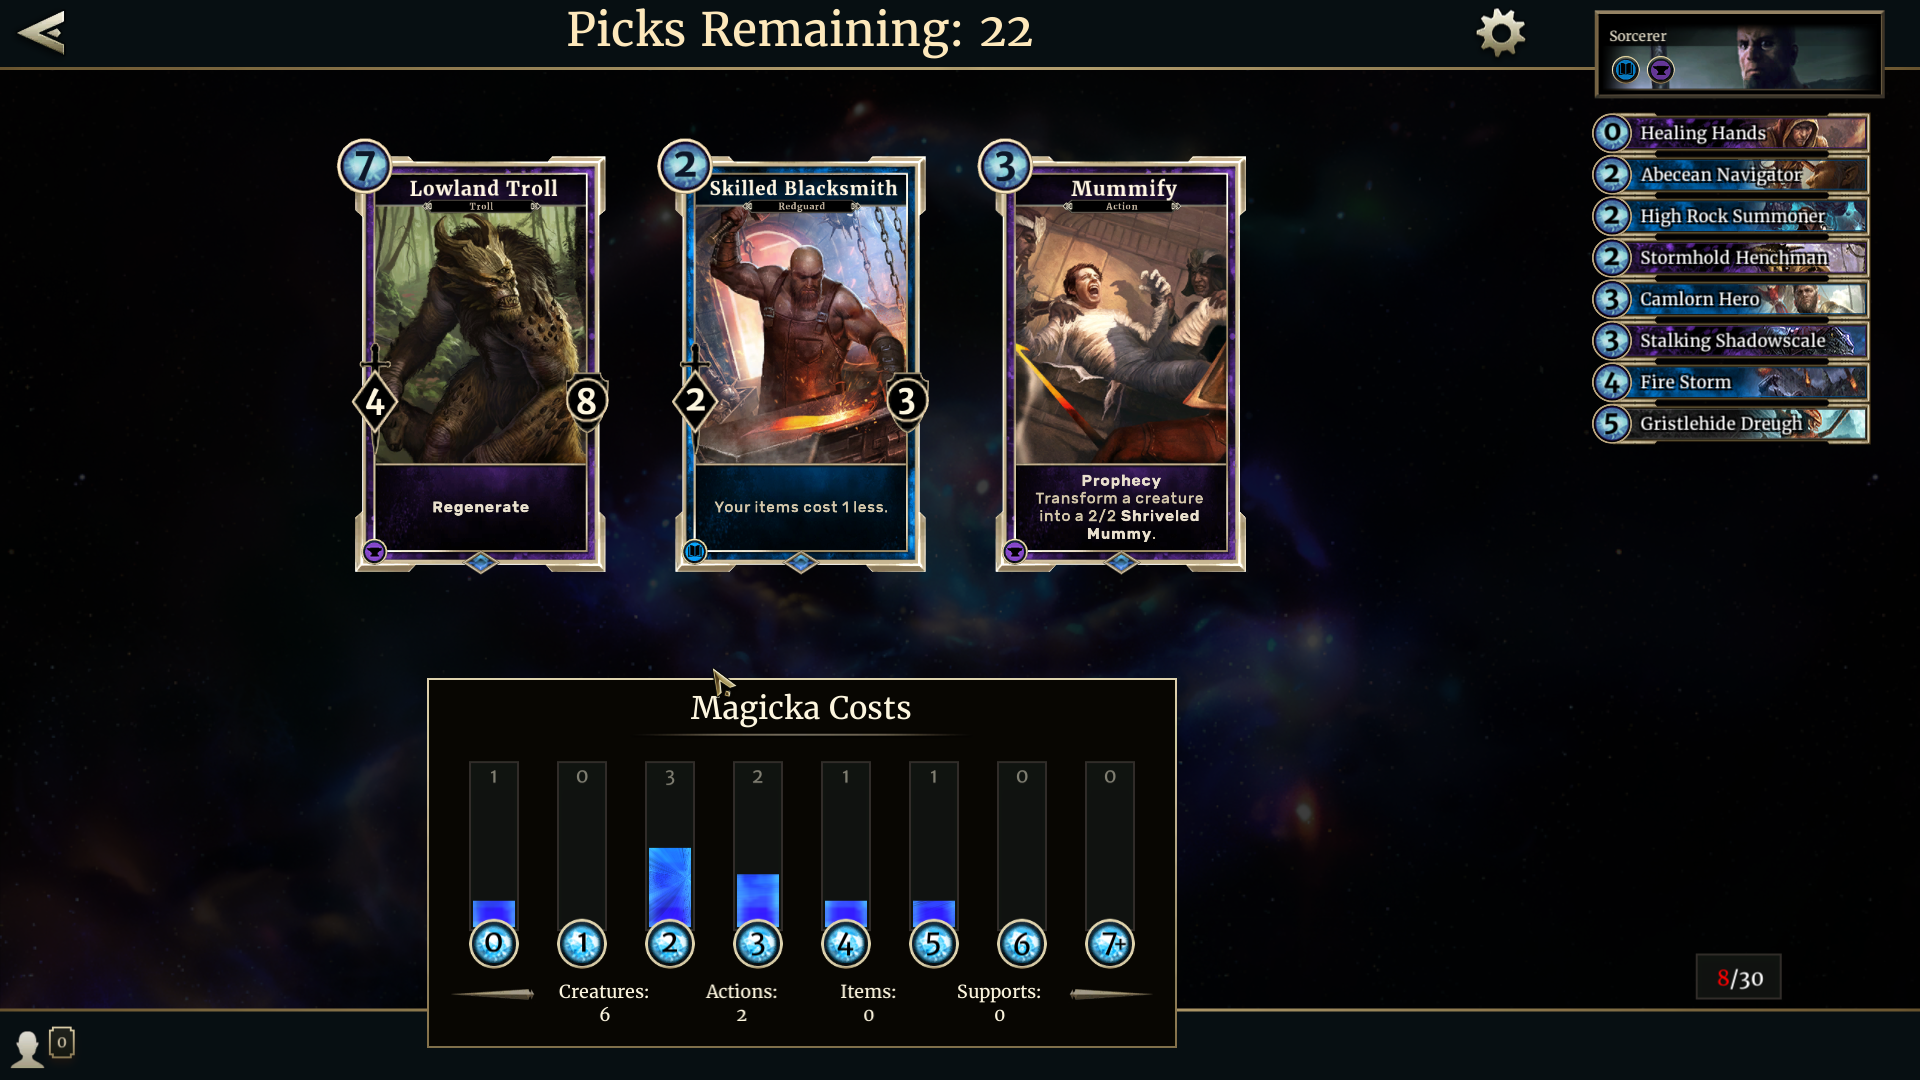 Picks Remaining: 22
Sorcerer
7
Lowland Troll
Troll
4
8
Regenerate
2
Skilled Blacksmith
Redguard
2
3
Your items cost 1 less.
3
Mummify
Action
Prophecy
Transform a creature
into a 2/2 Shriveled
Mummy.
0 Healing Hands
2 Abecean Navigator
2 High Rock Summoner
2 Stormhold Henchman
3 Camlorn Hero
3 Stalking Shadowscale
4 Fire Storm
5 Gristlehide Dreugh
Magicka Costs
1 0 3 2 1 1 0 0
0 1 2 3 4 5 6 7+
Creatures: Actions: Items: Supports:
6 2 0 0
8/30
0